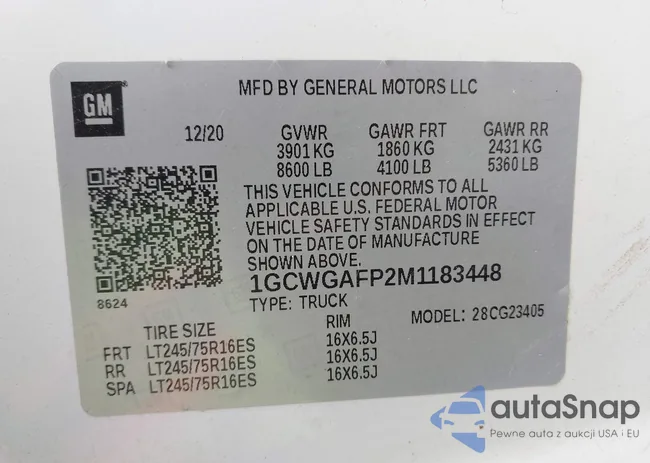 GM
MFD BY GENERAL MOTORS LLC
12/20 GVWR GAWR FRT GAWR RR
3901 KG 1860 KG 2431 KG
8600 LB 4100 LB 5360 LB
THIS VEHICLE CONFORMS TO ALL
APPLICABLE U.S. FEDERAL MOTOR
VEHICLE SAFETY STANDARDS IN EFFECT
ON THE DATE OF MANUFACTURE
SHOWN ABOVE.
8624
1GCWGAFP2M1183448
TYPE: TRUCK MODEL: 28CG23405
TIRE SIZE RIM
FRT LT245/75R16ES 16X6.5J
RR LT245/75R16ES 16X6.5J
SPA LT245/75R16ES 16X6.5J
autaSnap
Pewne auta z aukcji USA i EU